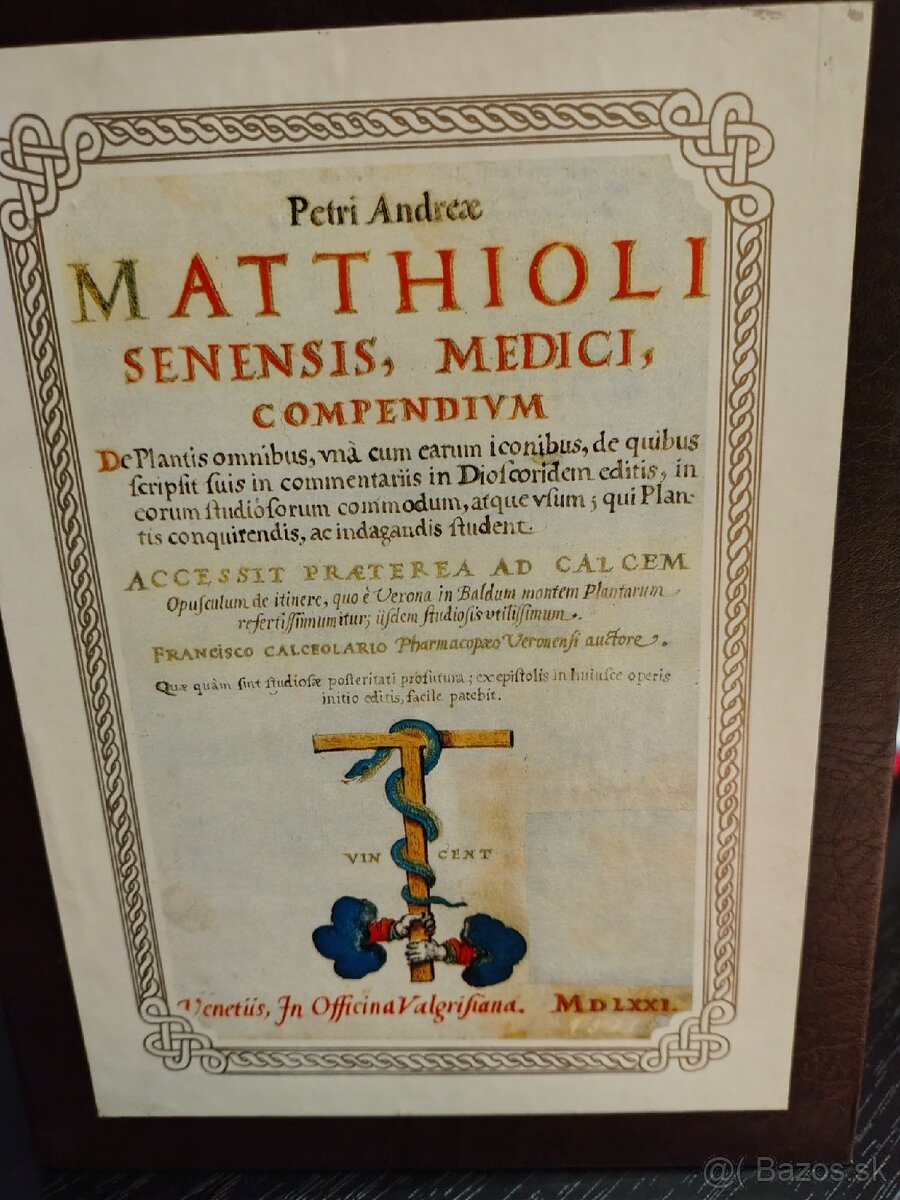 Petri Andreæ
MATTHIOLI
SENENSIS, MEDICI,
COMPENDIVM
De Plantis omnibus, vnà cum earum iconibus, de quibus
ſcripſit ſuis in commentariis in Dioſcoridem editis, in
eorum ſtudioſorum commodum, atque vſum; qui Plan-
tis conquirendis, ac indagandis ſtudent.
ACCESSIT PRÆTEREA AD CALCEM
Opuſculum de itinere, quo è Verona in Baldum montem Plantarum
refertiſſimum itur; iiſdem ſtudioſis vtiliſſimum.
FRANCISCO CALCEOLARIO Pharmacopæo Veronenſi auctore.
Quæ quàm ſint ſtudioſæ poſteritati profutura; ex epiſtolis in huiuſce operis
initio editis, facile patebit.
VIN CENT
Venetiis, In Officina Valgriſiana. MDLXXI.
@( Bazos.sk